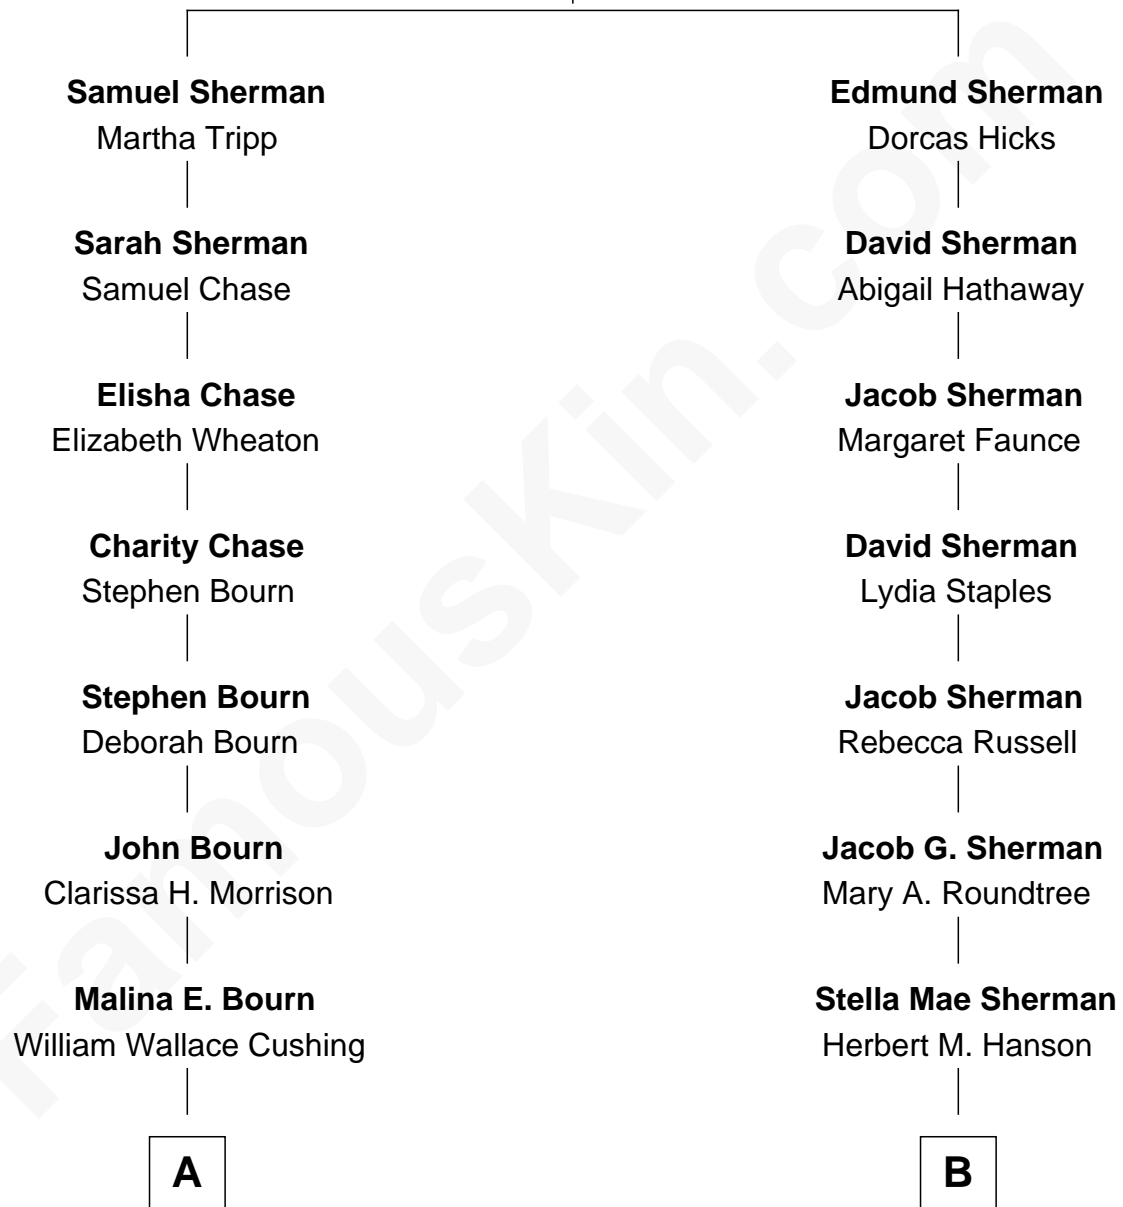 Samuel Sherman
Martha Tripp
Sarah Sherman
Samuel Chase
Elisha Chase
Elizabeth Wheaton
Charity Chase
Stephen Bourn
Stephen Bourn
Deborah Bourn
John Bourn
Clarissa H. Morrison
Malina E. Bourn
William Wallace Cushing
A
Edmund Sherman
Dorcas Hicks
David Sherman
Abigail Hathaway
Jacob Sherman
Margaret Faunce
David Sherman
Lydia Staples
Jacob Sherman
Rebecca Russell
Jacob G. Sherman
Mary A. Roundtree
Stella Mae Sherman
Herbert M. Hanson
B
FamousKin.com